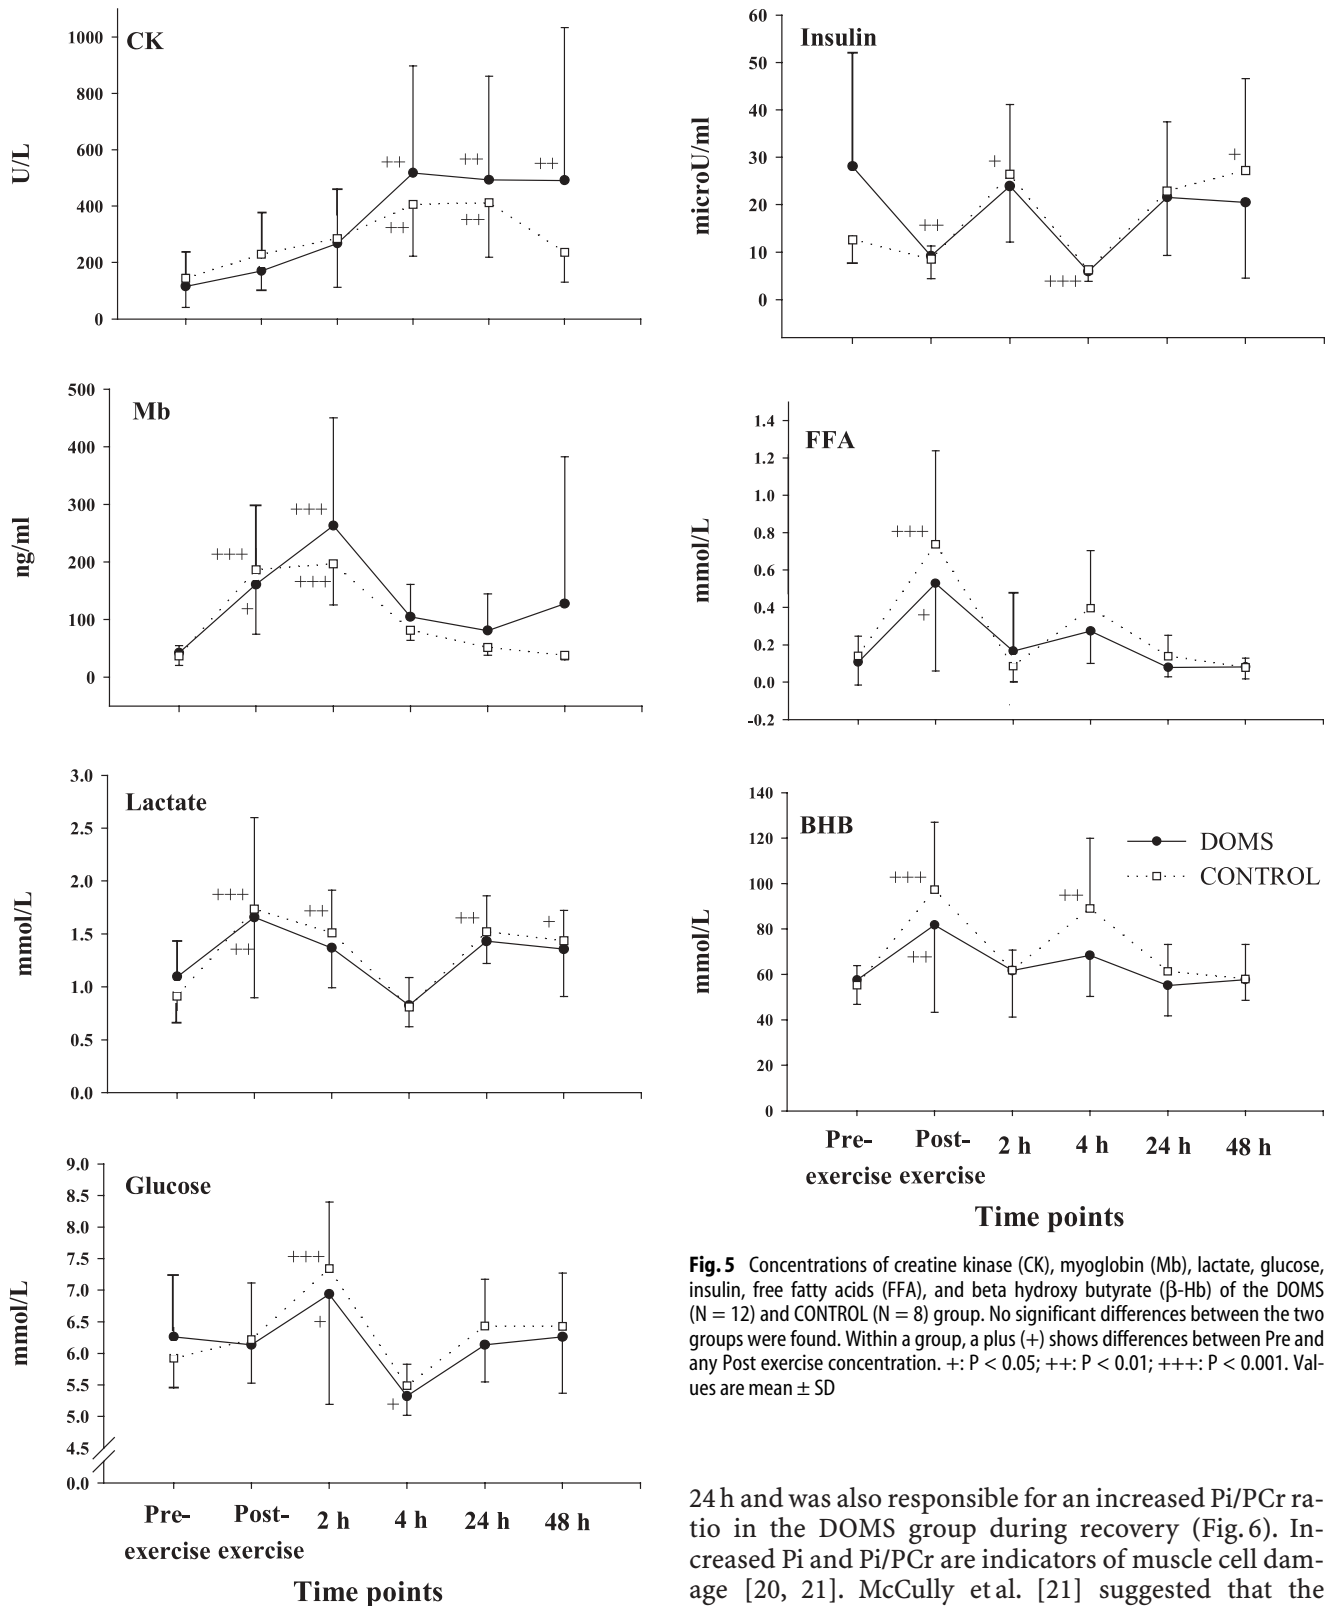 CK
U/L
1000
800
600
400
200
0
++ ++ ++
++ ++
Mb
ng/ml
500
400
300
200
100
0
+++
+++
+
+++
Lactate
mmol/L
3.0
2.5
2.0
1.5
1.0
0.5
0.0
+++
++
++
++
+
Glucose
mmol/L
9.0
8.5
8.0
7.5
7.0
6.5
6.0
5.5
5.0
4.5
0.0
+++
+
+
Pre-exercise Post-exercise 2 h 4 h 24 h 48 h
Time points
Insulin
microU/ml
60
50
40
30
20
10
0
++
+
+++
+
FFA
mmol/L
1.4
1.2
1.0
0.8
0.6
0.4
0.2
0.0
-0.2
+++
+
BHB
mmol/L
140
120
100
80
60
40
20
0
+++
++
++
DOMS
CONTROL
Pre-exercise Post-exercise 2 h 4 h 24 h 48 h
Time points
Fig. 5 Concentrations of creatine kinase (CK), myoglobin (Mb), lactate, glucose,
insulin, free fatty acids (FFA), and beta hydroxy butyrate (β-Hb) of the DOMS
(N = 12) and CONTROL (N = 8) group. No significant differences between the two
groups were found. Within a group, a plus (+) shows differences between Pre and
any Post exercise concentration. +: P < 0.05; ++: P < 0.01; +++: P < 0.001. Val-
ues are mean ± SD
24 h and was also responsible for an increased Pi/PCr ra-
tio in the DOMS group during recovery (Fig. 6). In-
creased Pi and Pi/PCr are indicators of muscle cell dam-
age [20, 21]. McCully et al. [21] suggested that the